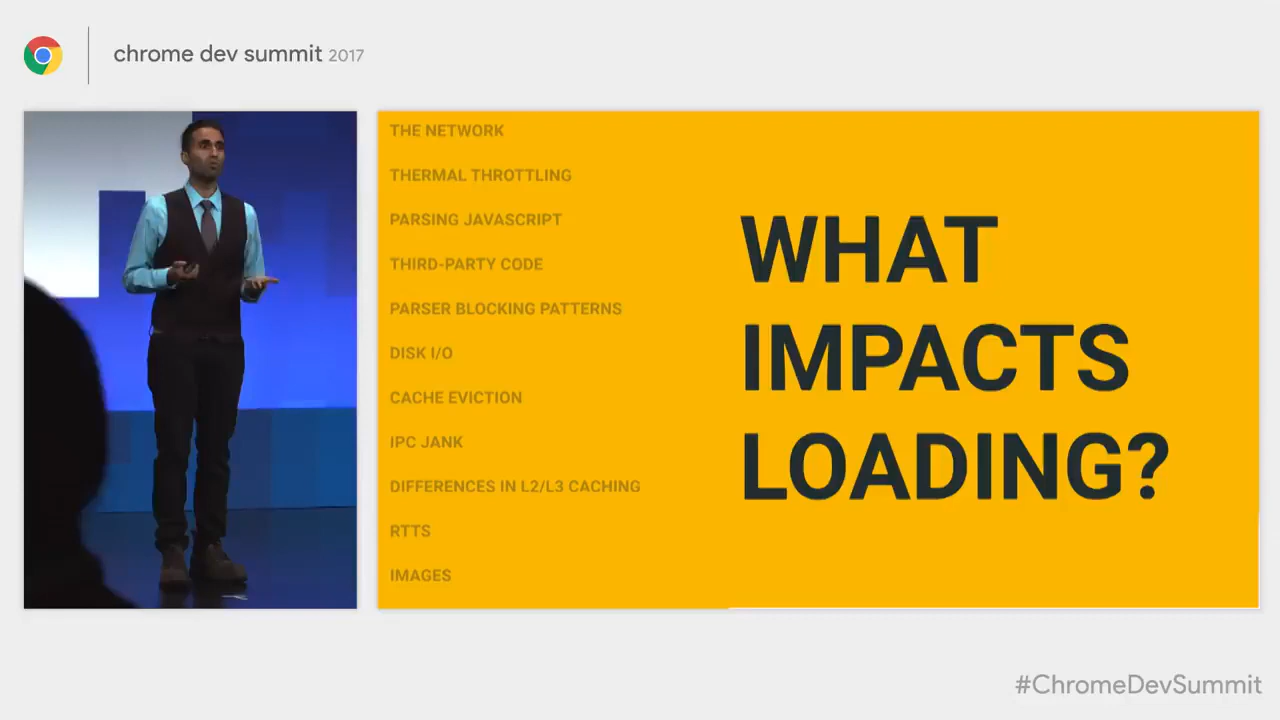 chrome dev summit 2017
THE NETWORK
THERMAL THROTTLING
PARSING JAVASCRIPT
THIRD-PARTY CODE
PARSER BLOCKING PATTERNS
DISK I/O
CACHE EVICTION
IPC JANK
DIFFERENCES IN L2/L3 CACHING
RTTS
IMAGES
WHAT
IMPACTS
LOADING?
#ChromeDevSummit